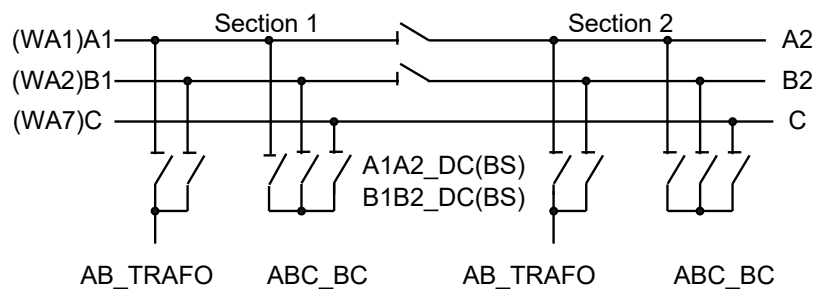 Section 1 Section 2
(WA1)A1 A2
(WA2)B1 B2
(WA7)C C
A1A2_DC(BS)
B1B2_DC(BS)
AB_TRAFO ABC_BC AB_TRAFO ABC_BC